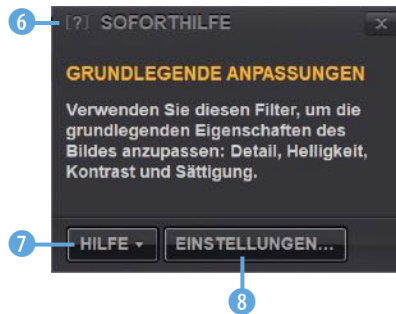 6 [?] SOFORTHILFE x
GRUNDLEGENDE ANPASSUNGEN
Verwenden Sie diesen Filter, um die
grundlegenden Eigenschaften des
Bildes anzupassen: Detail, Helligkeit,
Kontrast und Sättigung.
7 HILFE EINSTELLUNGEN...
8